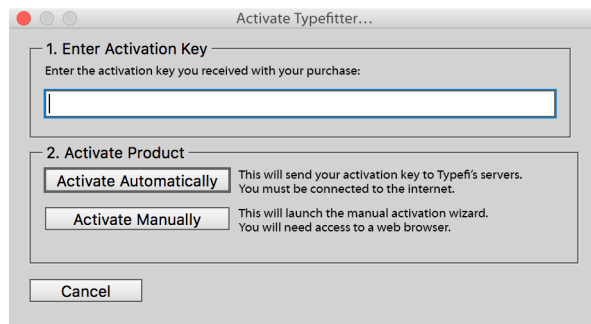 Activate Typefitter...
1. Enter Activation Key
Enter the activation key you received with your purchase:
2. Activate Product
Activate Automatically
This will send your activation key to Typefi's servers.
You must be connected to the internet.
Activate Manually
This will launch the manual activation wizard.
You will need access to a web browser.
Cancel